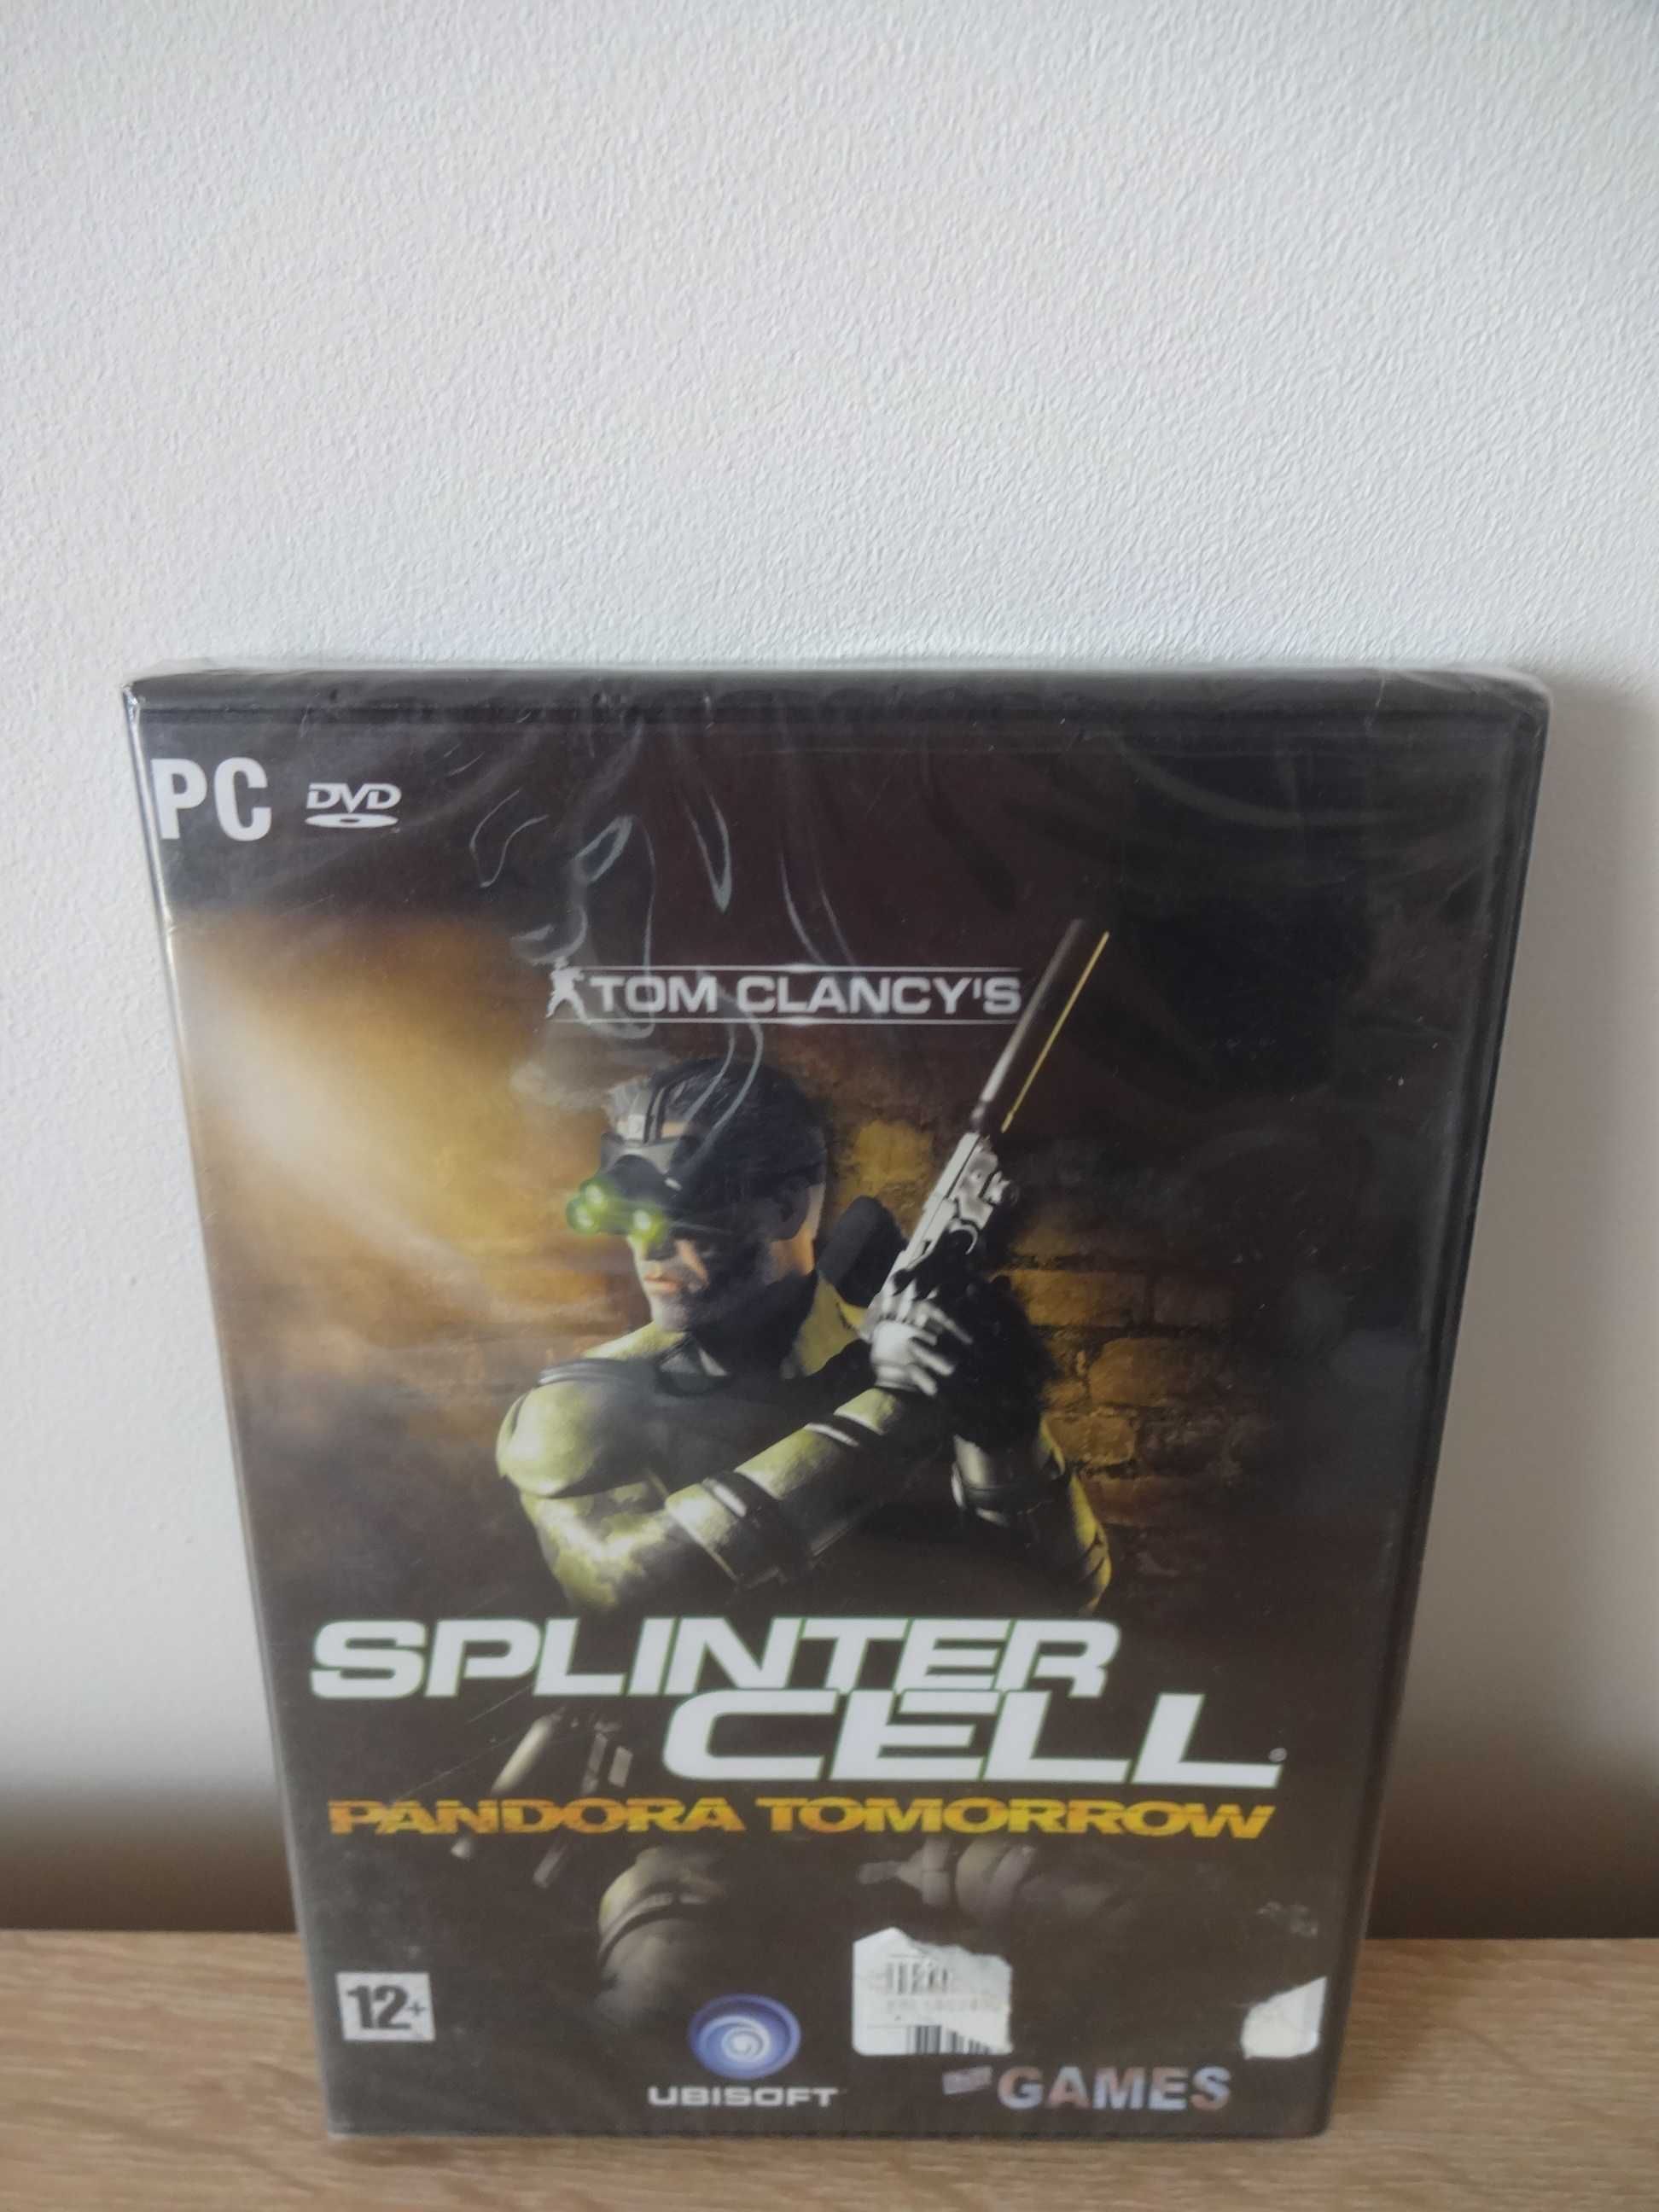 PC DVD
TOM CLANCY'S
SPLINTER
CELL
PANDORA TOMORROW
12+
UBISOFT
GAMES